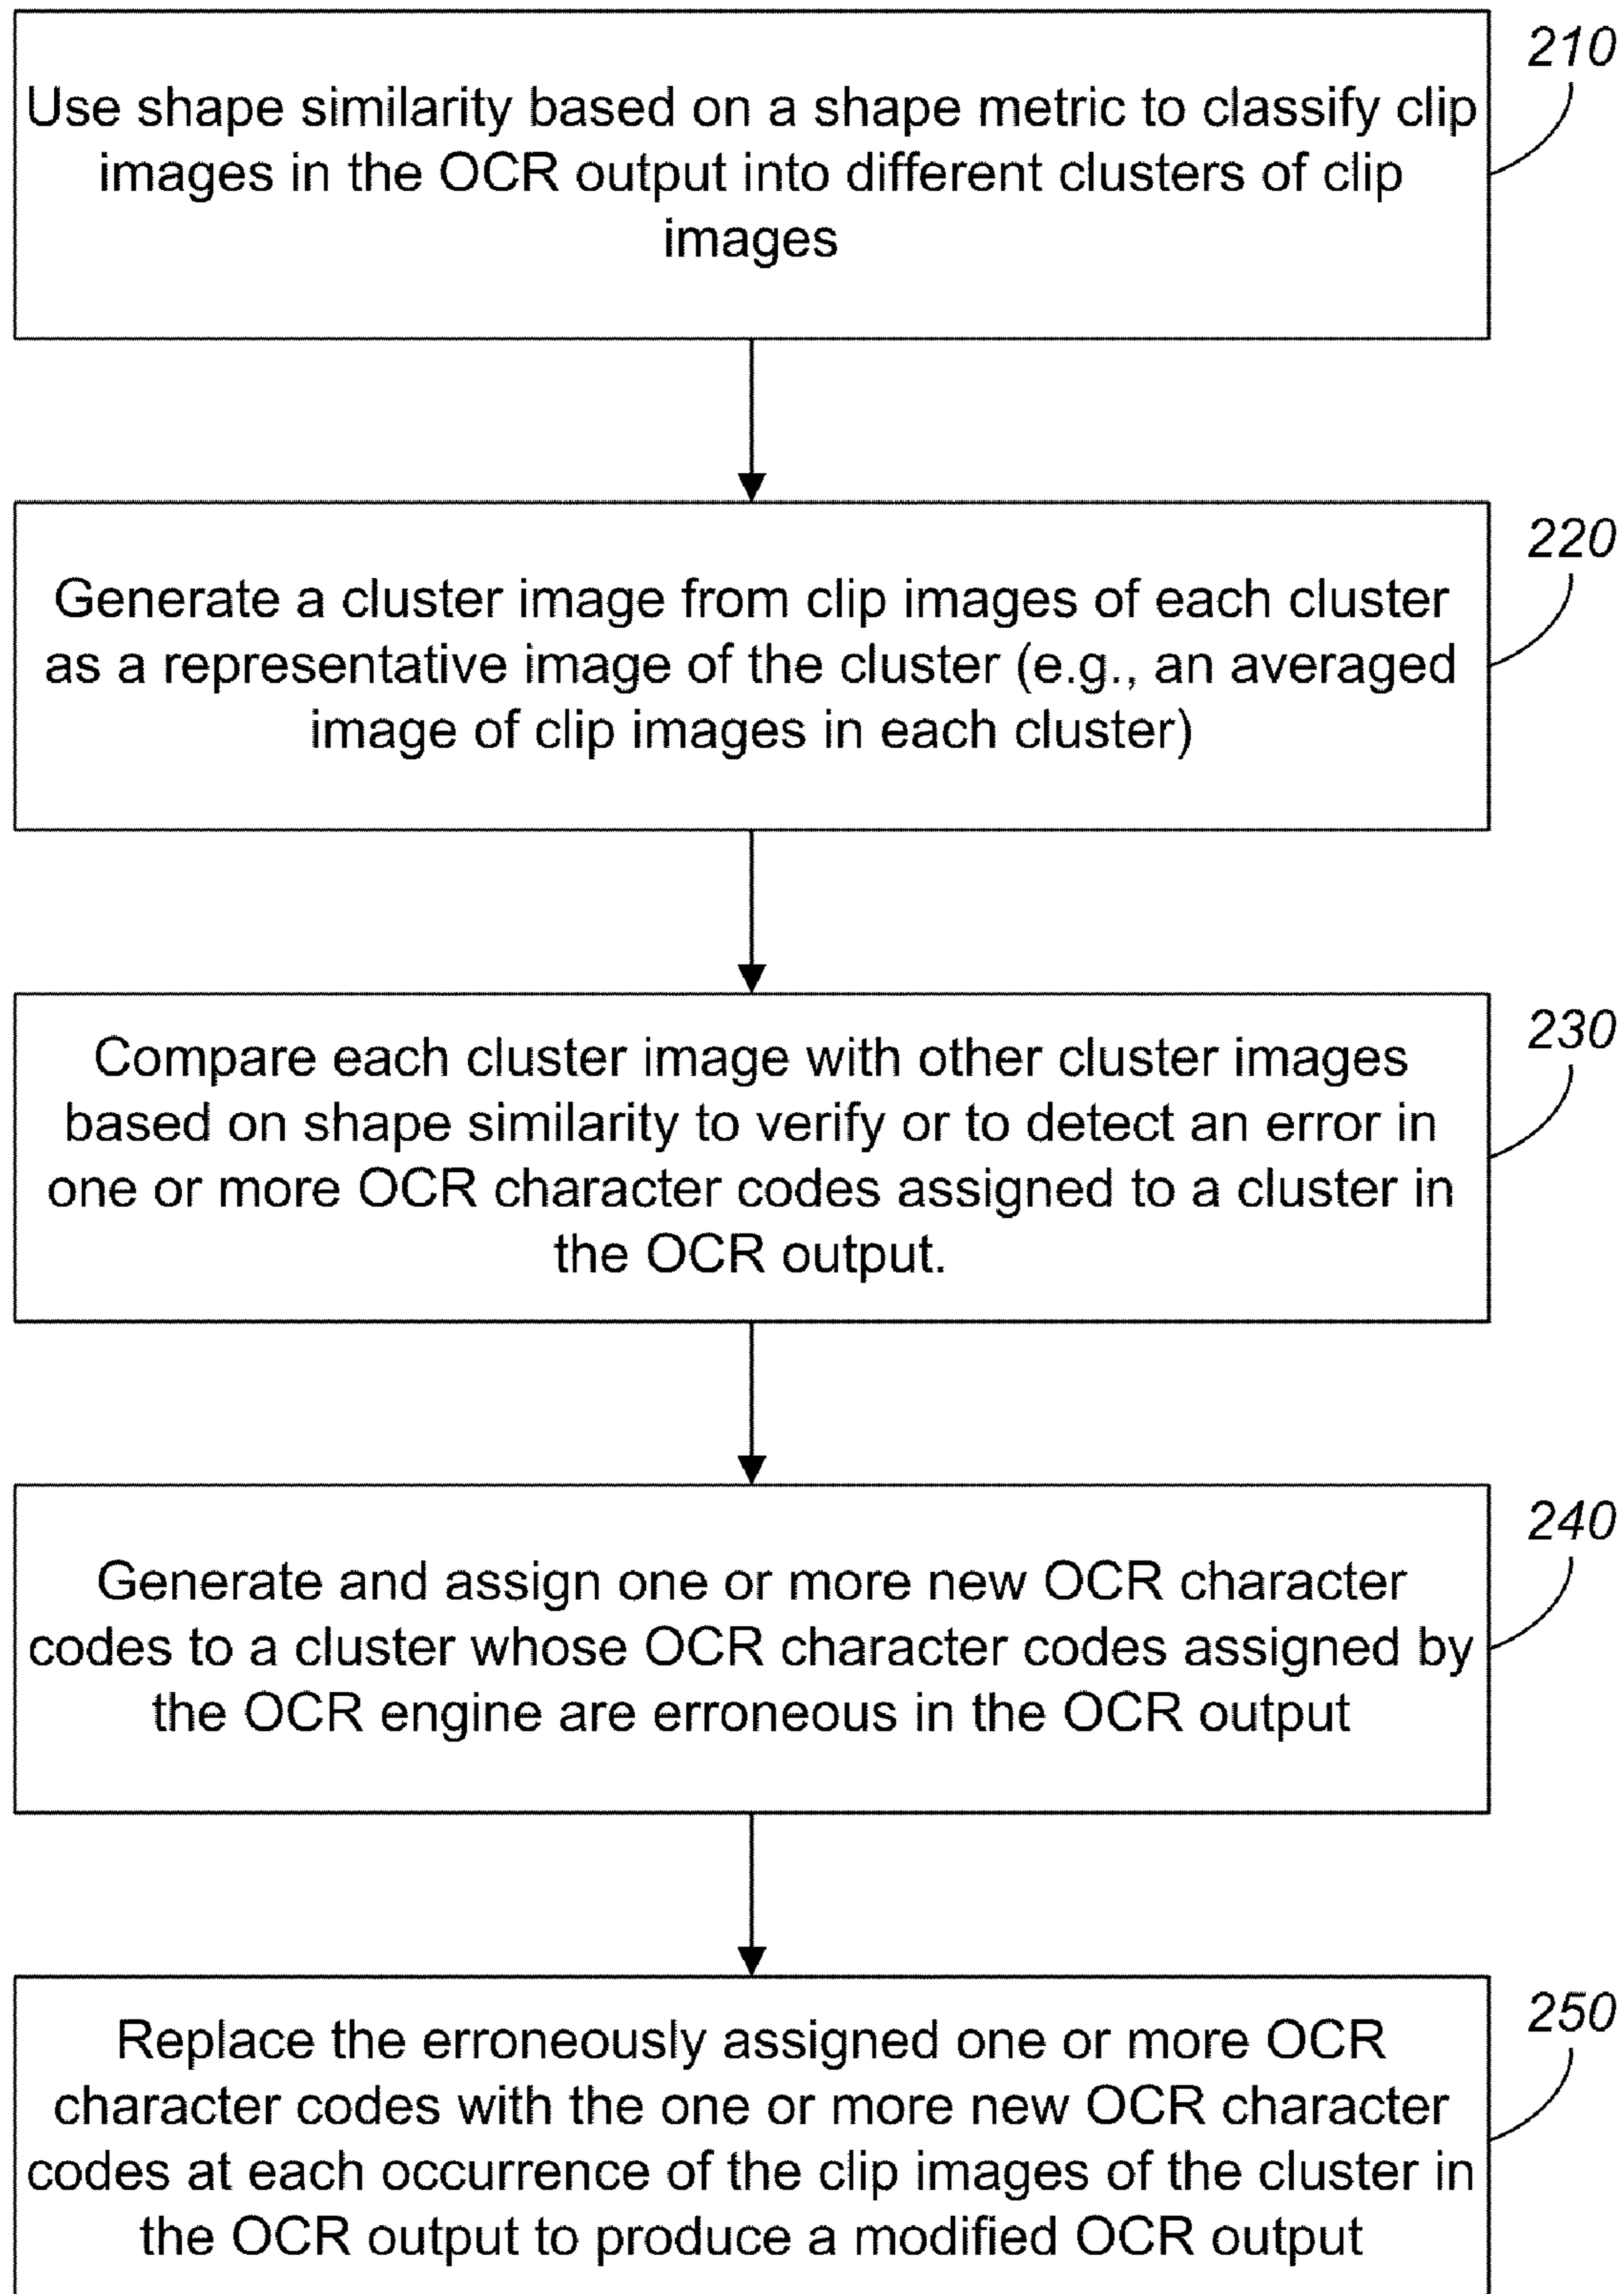 210
Use shape similarity based on a shape metric to classify clip
images in the OCR output into different clusters of clip
images
220
Generate a cluster image from clip images of each cluster
as a representative image of the cluster (e.g., an averaged
image of clip images in each cluster)
230
Compare each cluster image with other cluster images
based on shape similarity to verify or to detect an error in
one or more OCR character codes assigned to a cluster in
the OCR output.
240
Generate and assign one or more new OCR character
codes to a cluster whose OCR character codes assigned by
the OCR engine are erroneous in the OCR output
250
Replace the erroneously assigned one or more OCR
character codes with the one or more new OCR character
codes at each occurrence of the clip images of the cluster in
the OCR output to produce a modified OCR output